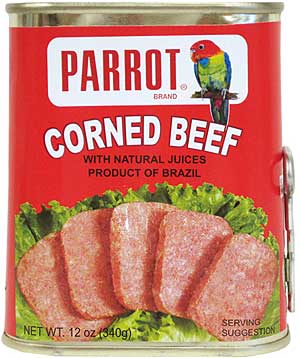 PARROT®
BRAND
CORNED BEEF
WITH NATURAL JUICES
PRODUCT OF BRAZIL
SERVING
SUGGESTION
NET WT. 12 oz (340g)